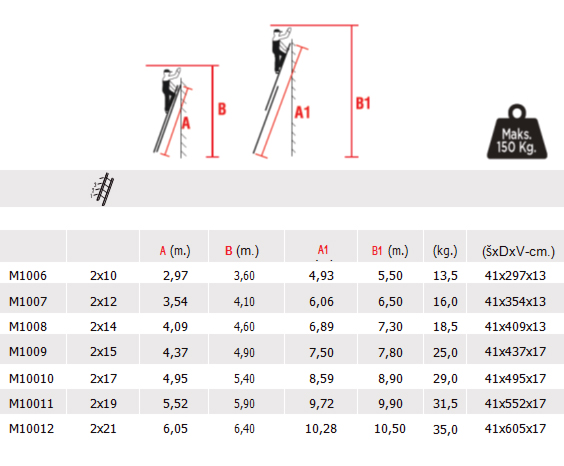 B1
B
A1
A
Maks.
150 Kg.
A (m.) B (m.) A1 B1 (m.) (kg.) (šxDxV-cm.)
M1006 2x10 2,97 3,60 4,93 5,50 13,5 41x297x13
M1007 2x12 3,54 4,10 6,06 6,50 16,0 41x354x13
M1008 2x14 4,09 4,60 6,89 7,30 18,5 41x409x13
M1009 2x15 4,37 4,90 7,50 7,80 25,0 41x437x17
M10010 2x17 4,95 5,40 8,59 8,90 29,0 41x495x17
M10011 2x19 5,52 5,90 9,72 9,90 31,5 41x552x17
M10012 2x21 6,05 6,40 10,28 10,50 35,0 41x605x17